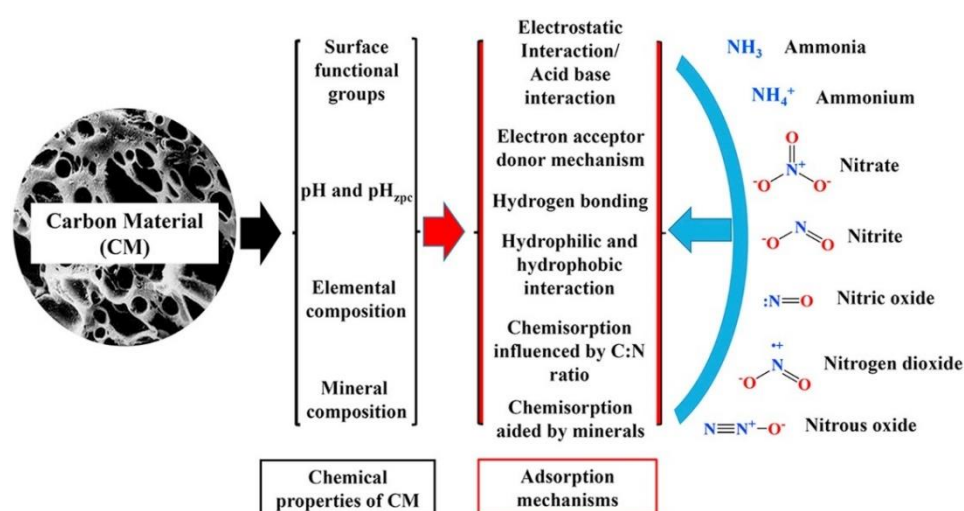 Carbon Material
(CM)
Surface
functional
groups
pH and pHzpc
Elemental
composition
Mineral
composition
Chemical
properties of CM
Electrostatic
Interaction/
Acid base
interaction
Electron acceptor
donor mechanism
Hydrogen bonding
Hydrophilic and
hydrophobic
interaction
Chemisorption
influenced by C:N
ratio
Chemisorption
aided by minerals
Adsorption
mechanisms
NH3 Ammonia
NH4+ Ammonium
O
N+
-O O-
Nitrate
N
-O O
Nitrite
:N=O Nitric oxide
•+
N
-O O
Nitrogen dioxide
N≡N+-O- Nitrous oxide